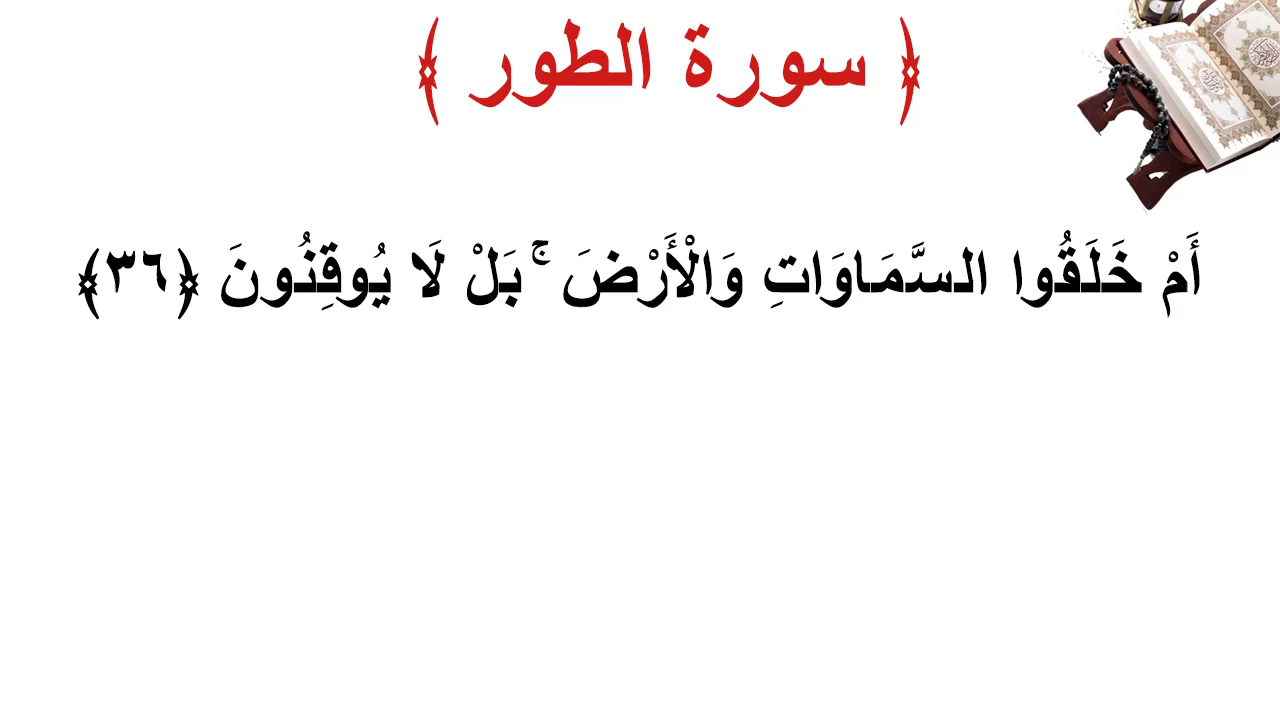 ﴿ سورة الطور ﴾
أَمْ خَلَقُوا السَّمَاوَاتِ وَالْأَرْضَ ۚ بَلْ لَا يُوقِنُونَ ﴿٣٦﴾